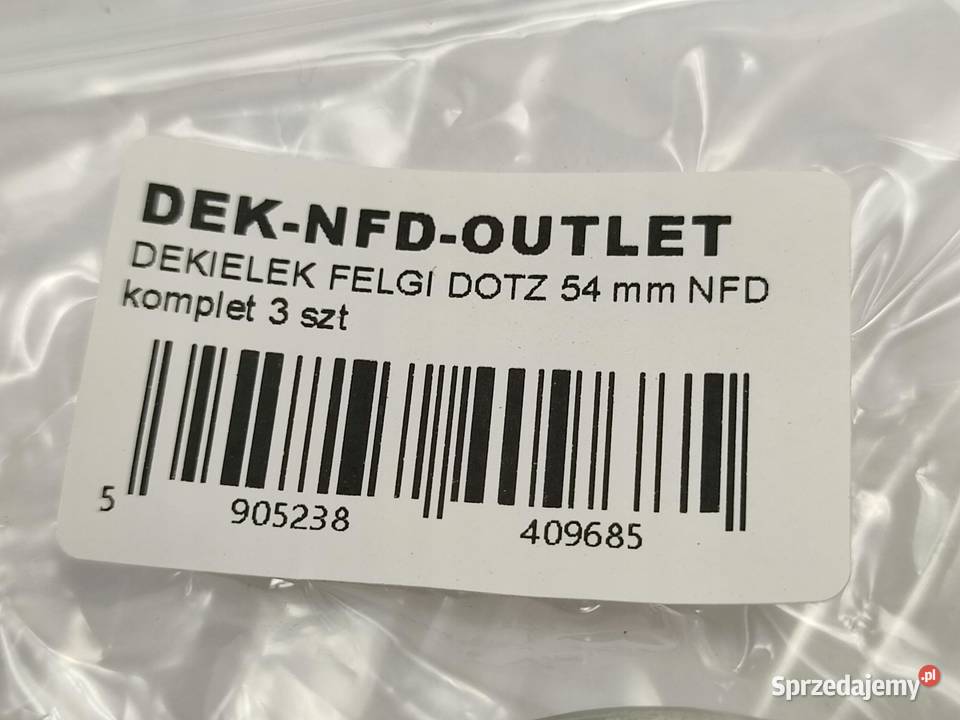 DEK-NFD-OUTLET
DEKIELEK FELGI DOTZ 54 mm NFD
komplet 3 szt
5 905238 409685
Sprzedajemy.pl